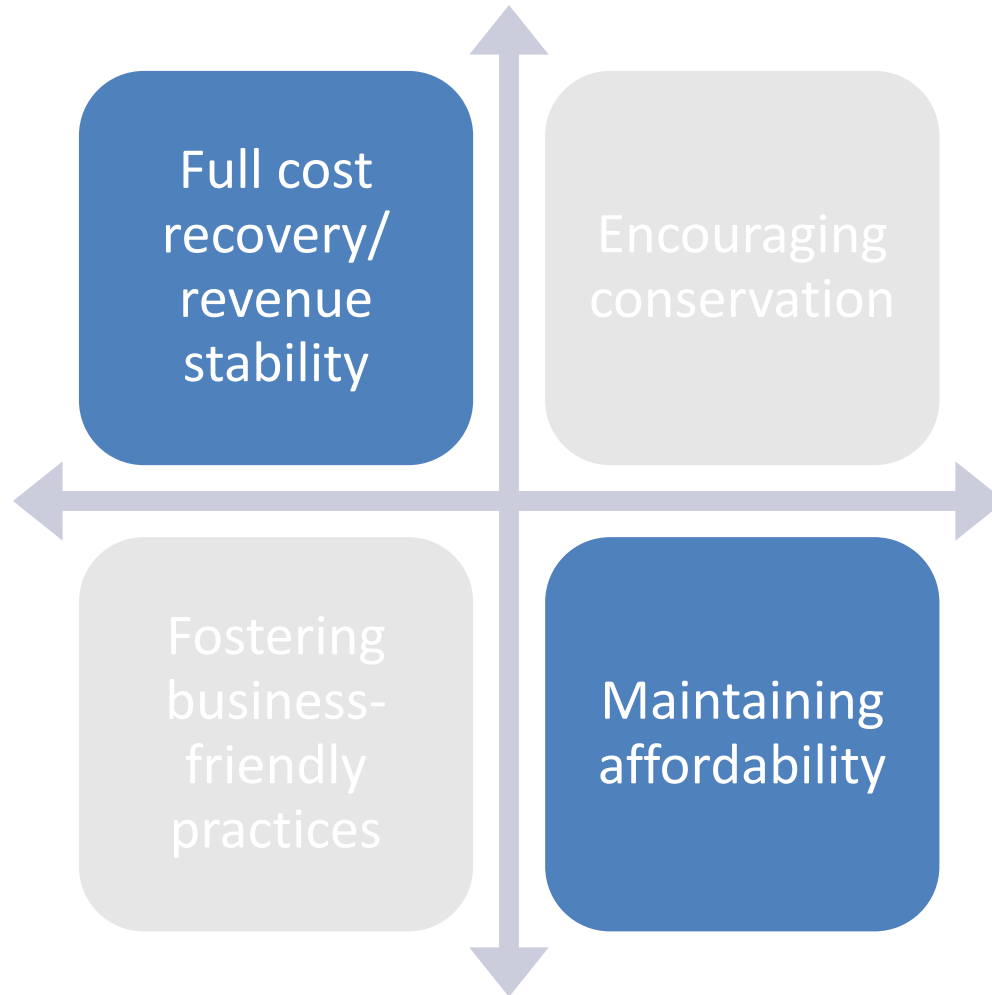 Full cost
recovery/
revenue
stability
Encouraging
conservation
Fostering
business-
friendly
practices
Maintaining
affordability